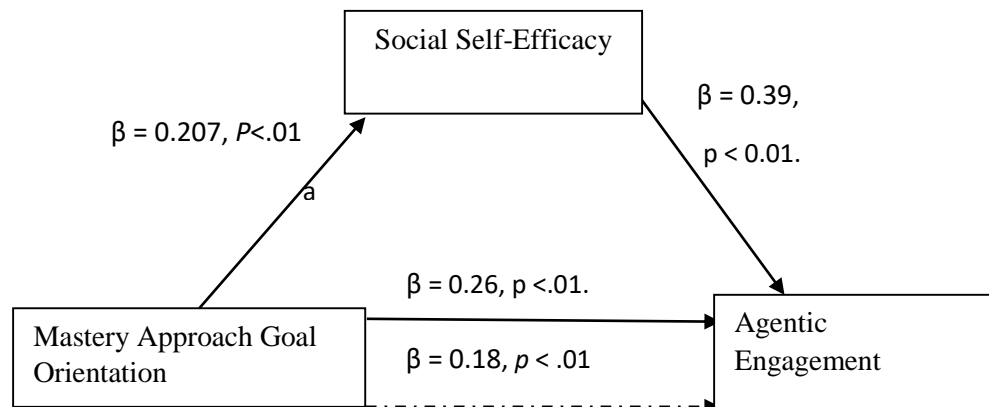 Social Self-Efficacy
β = 0.39,
p < 0.01.
β = 0.207, P<.01
a
β = 0.26, p <.01.
Mastery Approach Goal
Orientation
β = 0.18, p < .01
Agentic
Engagement